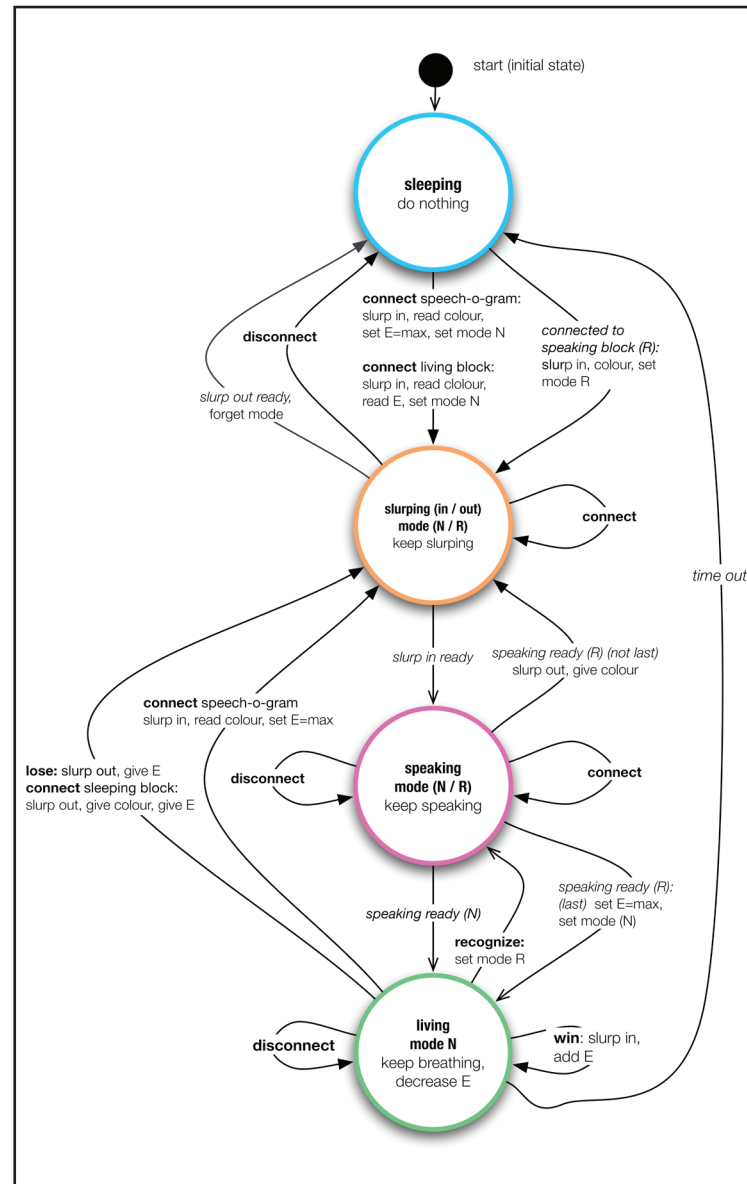 start (initial state)
sleeping
do nothing
connect speech-o-gram:
slurp in, read colour,
set E=max, set mode N
disconnect
connected to
speaking block (R):
slurp in, colour, set
mode R
connect living block:
slurp in, read clolour,
read E, set mode N
slurp out ready,
forget mode
slurping (in / out)
mode (N / R)
keep slurping
connect
time out
slurp in ready
speaking ready (R) (not last)
slurp out, give colour
connect speech-o-gram
slurp in, read colour, set E=max
lose: slurp out, give E
connect sleeping block:
slurp out, give colour, give E
disconnect
speaking
mode (N / R)
keep speaking
connect
speaking ready (N)
recognize:
set mode R
speaking ready (R):
(last) set E=max,
set mode (N)
disconnect
living
mode N
keep breathing,
decrease E
win: slurp in,
add E